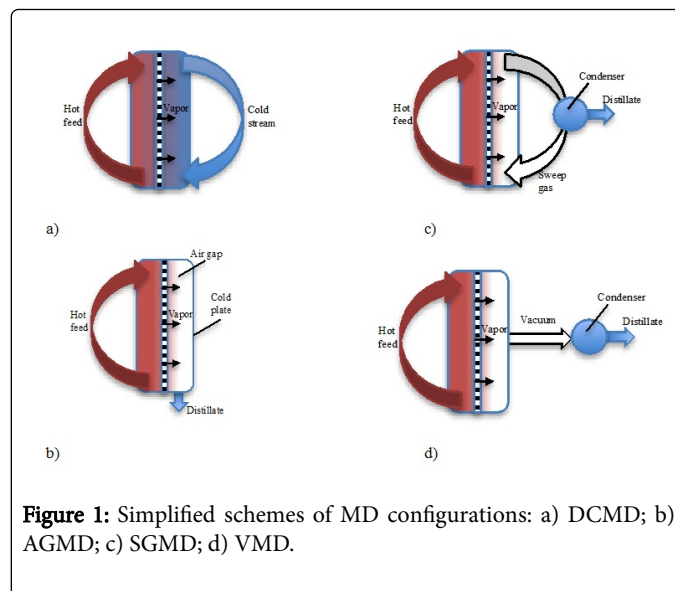 Hot
feed
Vapor
Cold
stream
a)
Hot
feed
Vapor
Condenser
Distillate
Sweep
gas
c)
Air gap
Hot
feed
Vapor
Cold
plate
Distillate
b)
Hot
feed
Vapor
Vacuum
Condenser
Distillate
d)
Figure 1: Simplified schemes of MD configurations: a) DCMD; b)
AGMD; c) SGMD; d) VMD.